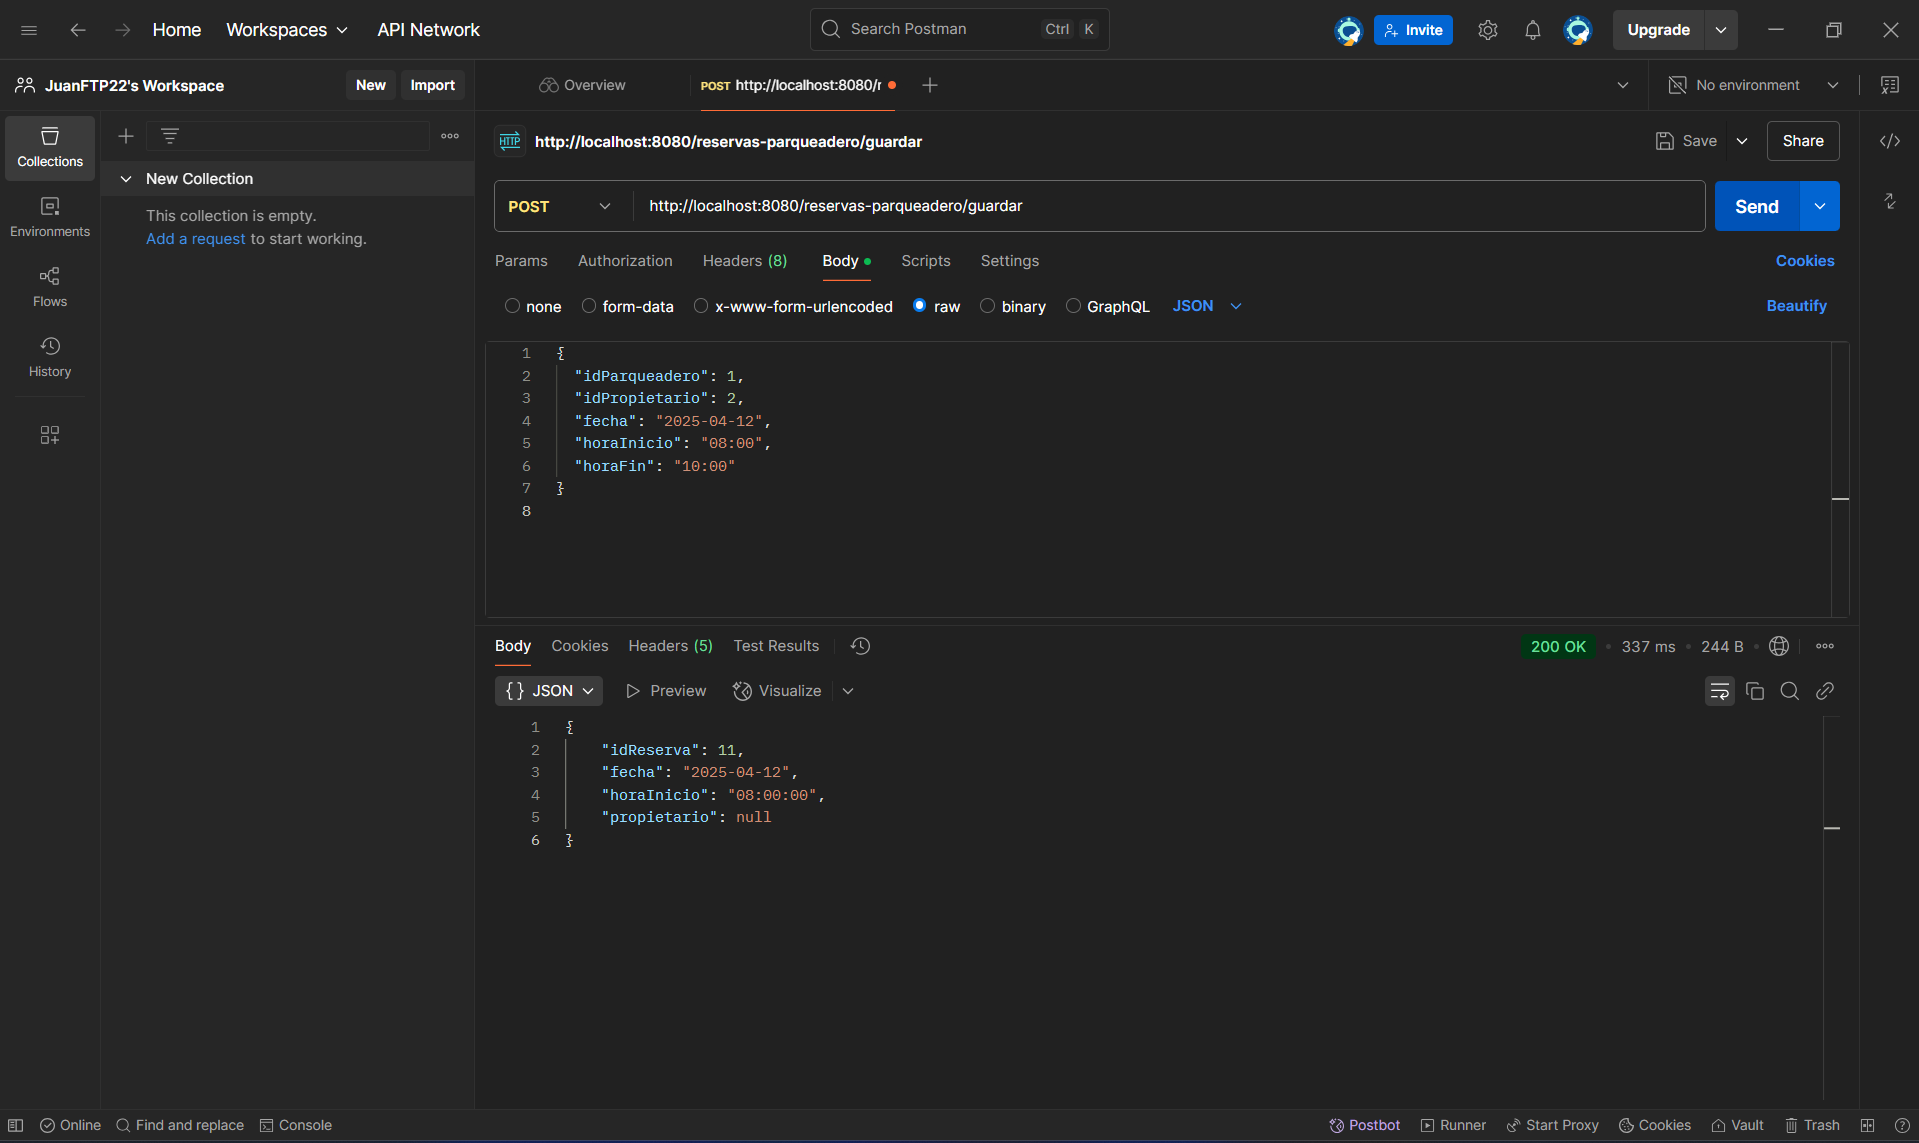 Home Workspaces API Network Search Postman Ctrl K Invite Upgrade
JuanFTP22's Workspace New Import Overview POST http://localhost:8080/r No environment
Collections
Environments
Flows
History
New Collection
This collection is empty.
Add a request to start working.
HTTP http://localhost:8080/reservas-parqueadero/guardar Save Share
POST http://localhost:8080/reservas-parqueadero/guardar Send
Params Authorization Headers (8) Body Scripts Settings Cookies
none form-data x-www-form-urlencoded raw binary GraphQL JSON Beautify
1 {
2 "idParqueadero": 1,
3 "idPropietario": 2,
4 "fecha": "2025-04-12",
5 "horaInicio": "08:00",
6 "horaFin": "10:00"
7 }
8
Body Cookies Headers (5) Test Results 200 OK 337 ms 244 B
{} JSON Preview Visualize
1 {
2 "idReserva": 11,
3 "fecha": "2025-04-12",
4 "horaInicio": "08:00:00",
5 "propietario": null
6 }
Online Find and replace Console Postbot Runner Start Proxy Cookies Vault Trash